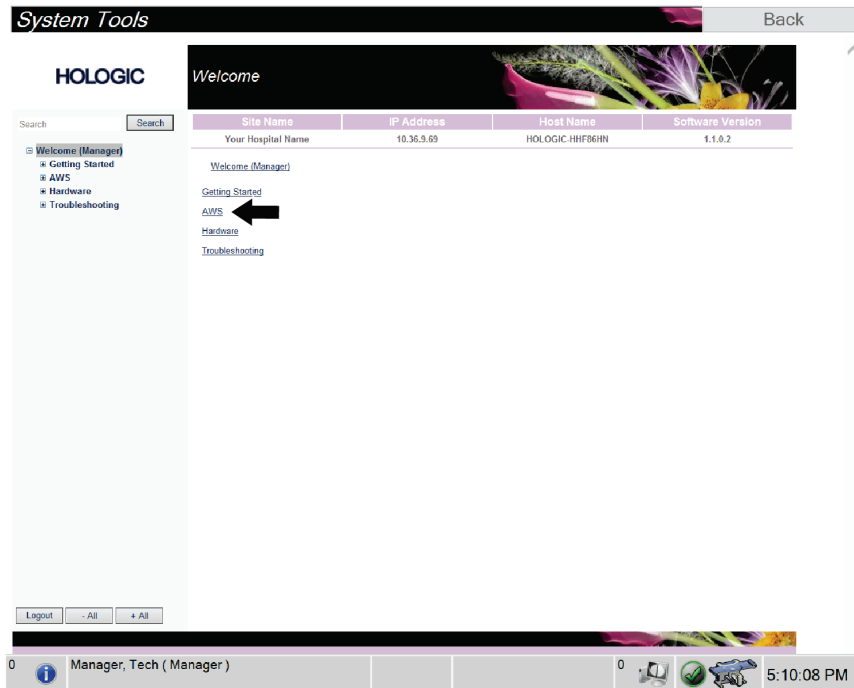 System Tools
Back
HOLOGIC
Welcome
Search
Search
Site Name IP Address Host Name Software Version
Your Hospital Name 10.36.9.69 HOLOGIC-HHF86HN 1.1.0.2
Welcome (Manager)
Getting Started
AWS
Hardware
Troubleshooting
Welcome (Manager)
Getting Started
AWS
Hardware
Troubleshooting
Logout - All + All
0 Manager, Tech ( Manager ) 0 5:10:08 PM